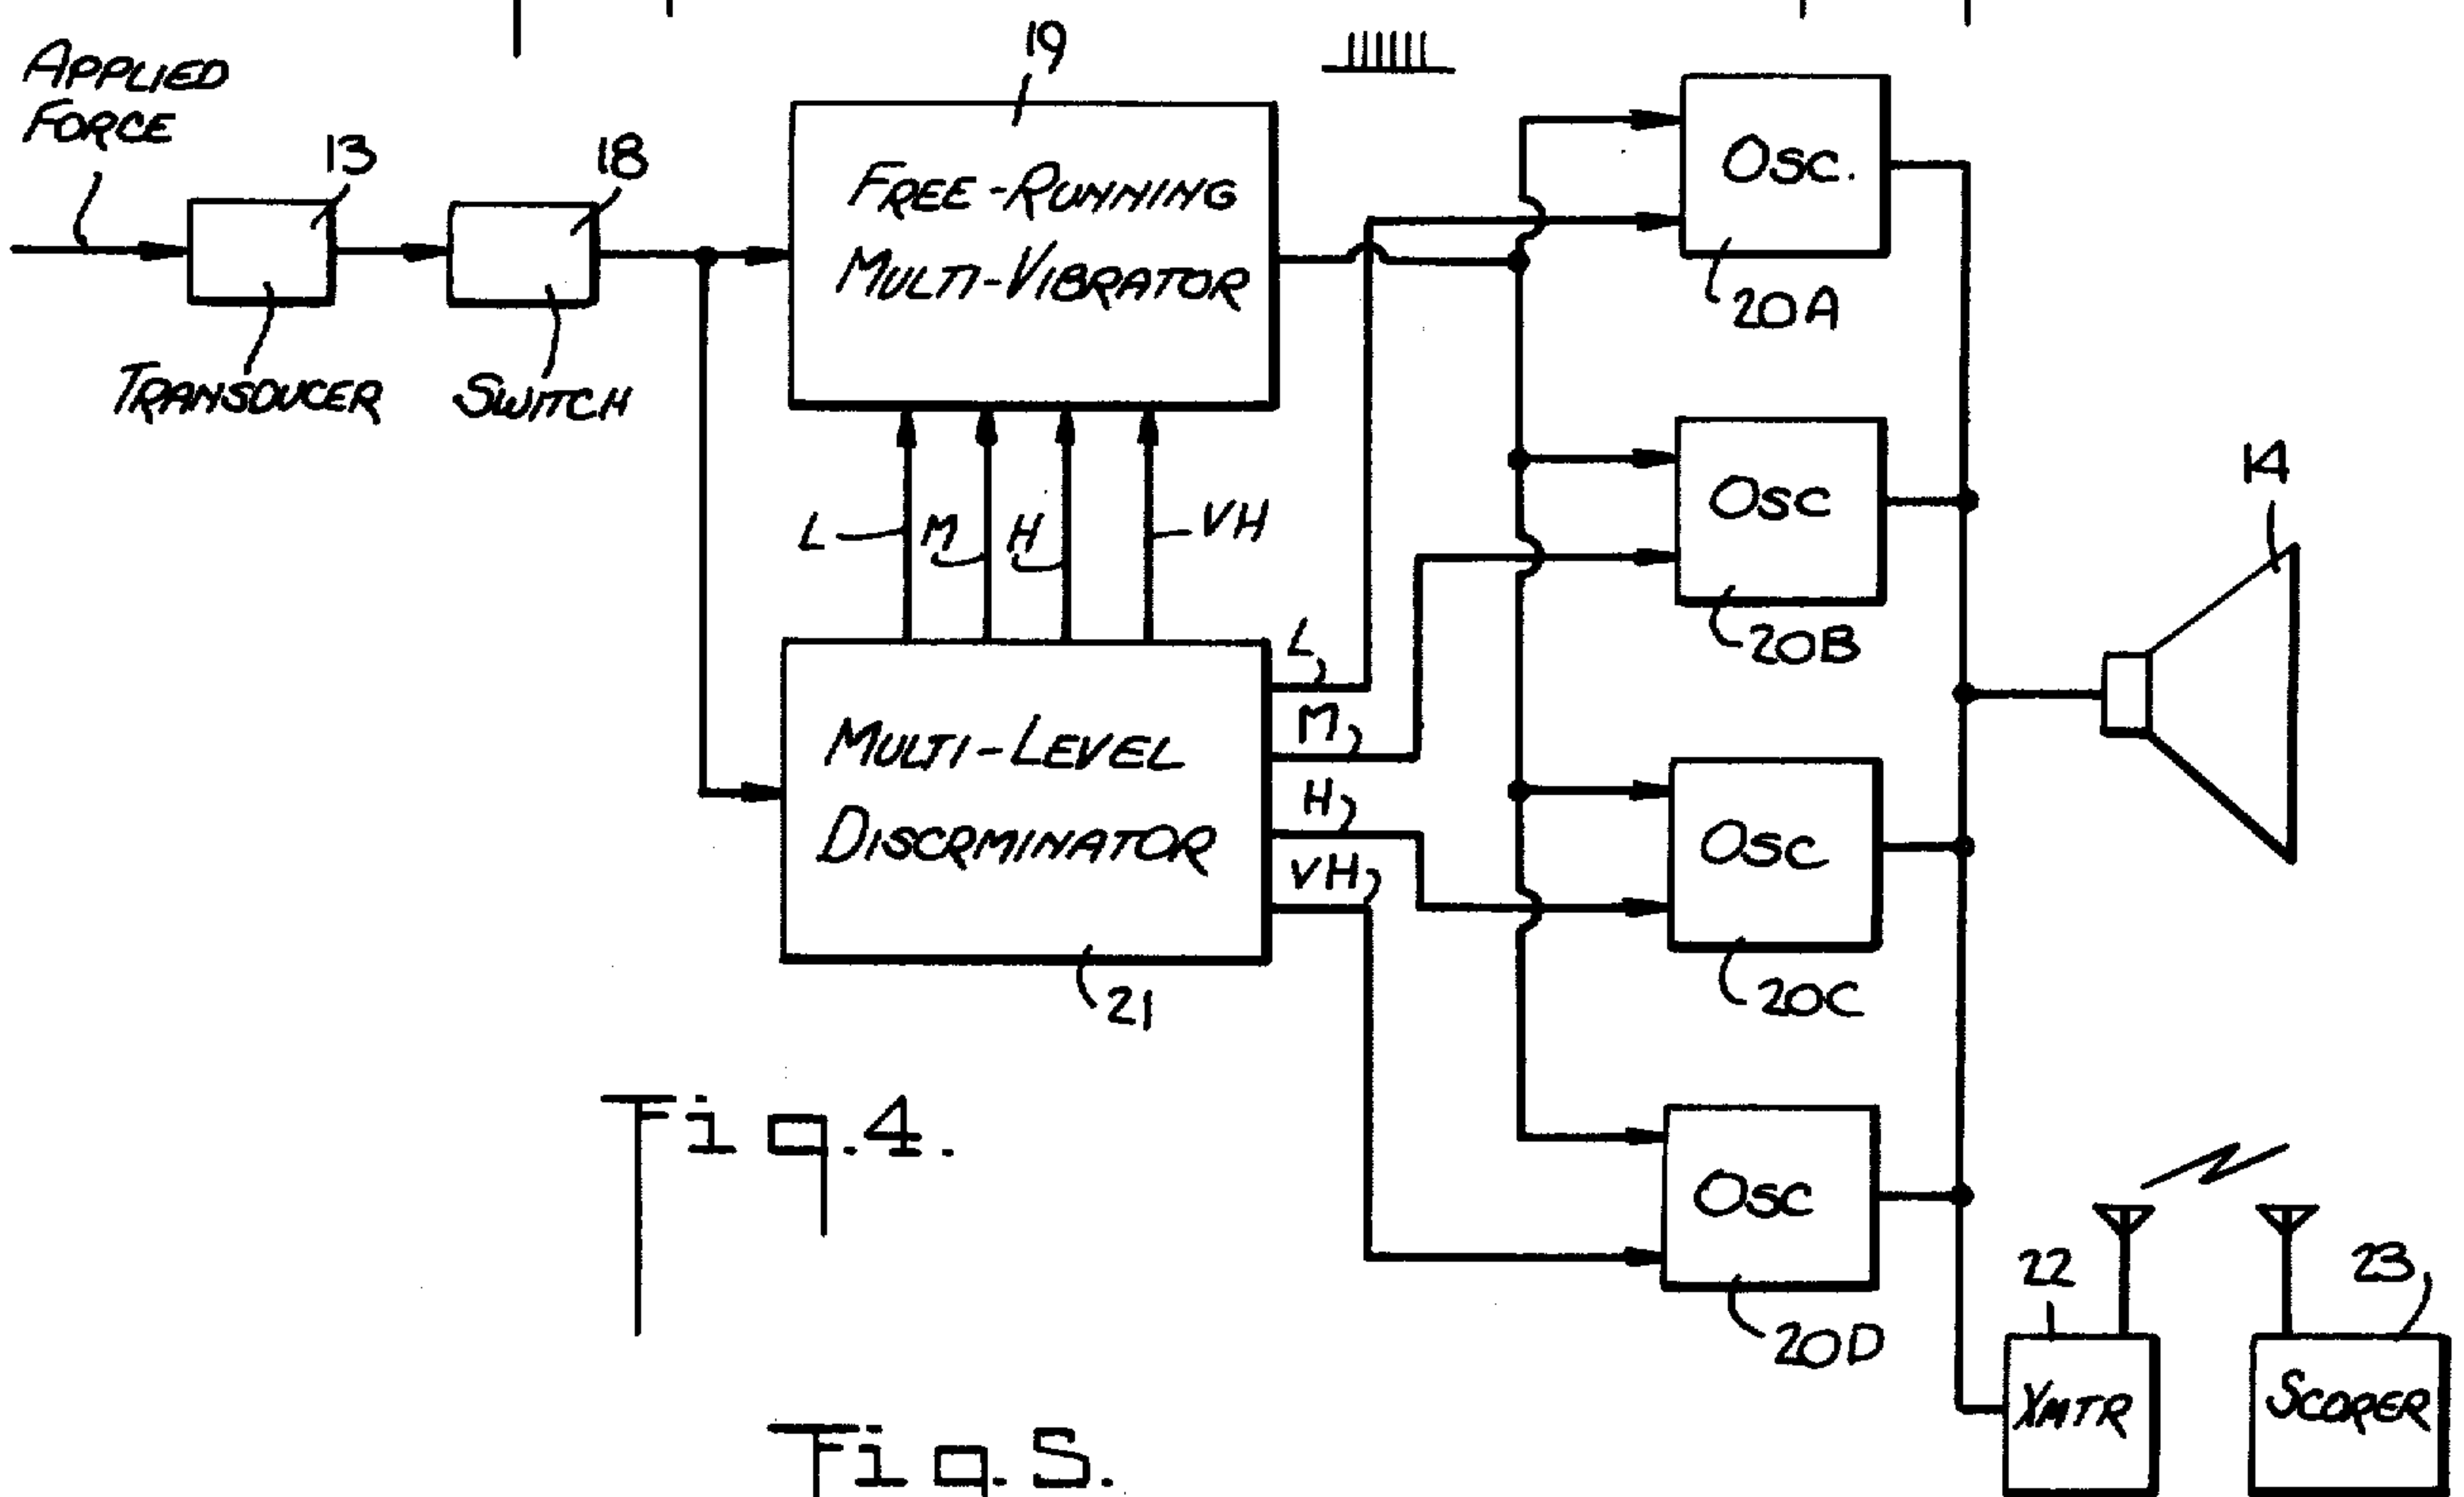 APPLIED
FORCE
13
18
19
TRANSDUCER
SWITCH
FREE-RUNNING
MULTI-VIBRATOR
OSC.
20A
L
M
H
VH
OSC
20B
14
L
M
H
VH
MULTI-LEVEL
DISCRMINATOR
21
OSC
20C
Fig.4.
OSC
20D
22
23
XMTR
SCORER
Fig.5.